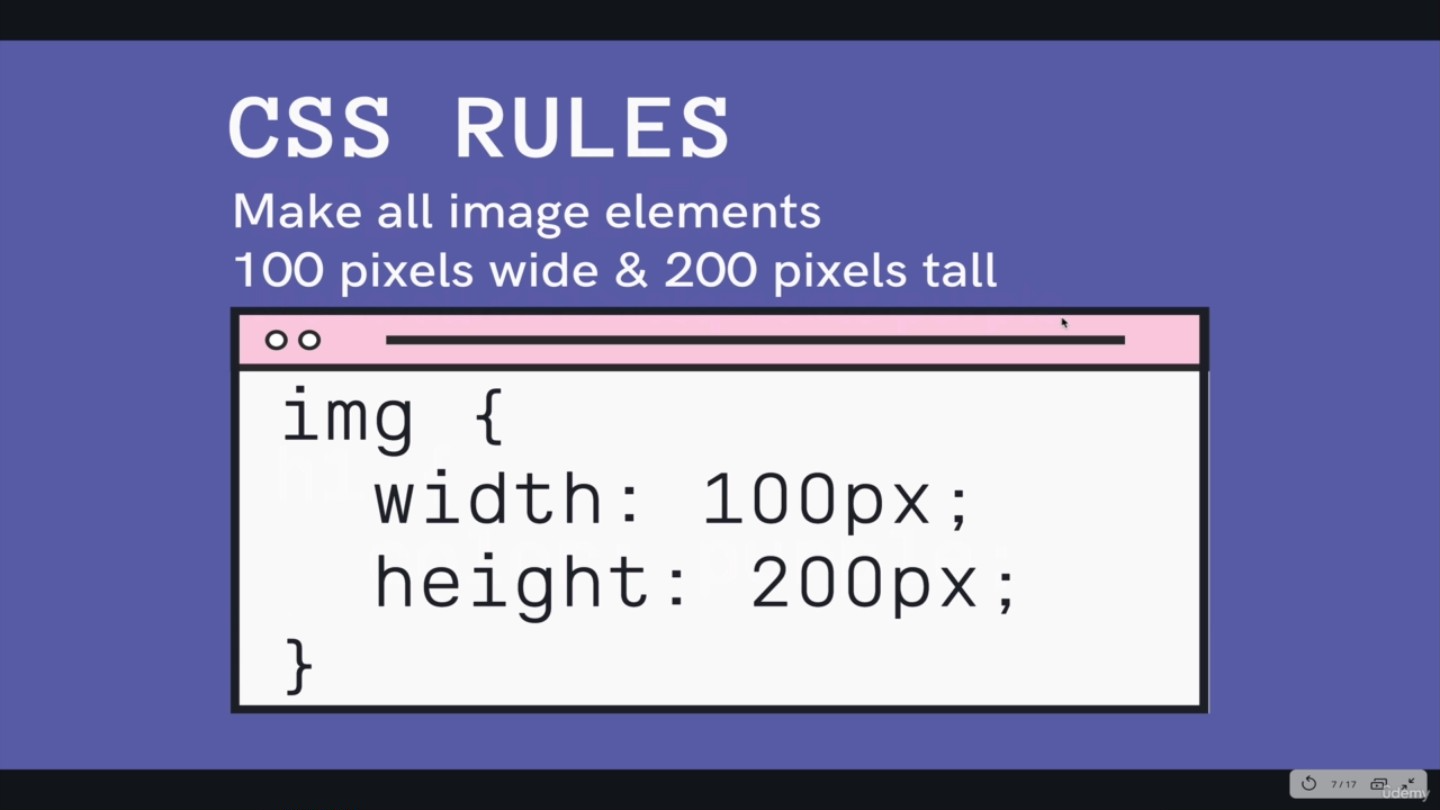 CSS RULES
Make all image elements
100 pixels wide & 200 pixels tall
img {
width: 100px;
height: 200px;
}
7/17
ûdemy